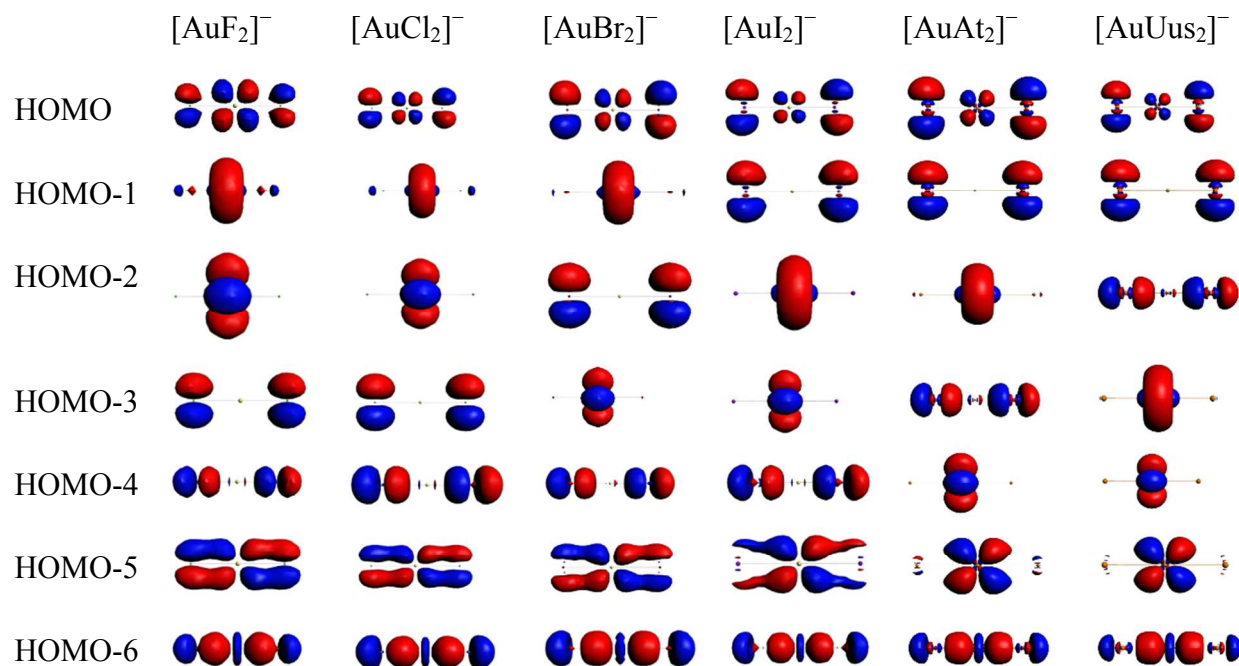 [AuF₂]⁻ [AuCl₂]⁻ [AuBr₂]⁻ [AuI₂]⁻ [AuAt₂]⁻ [AuUus₂]⁻
HOMO
HOMO-1
HOMO-2
HOMO-3
HOMO-4
HOMO-5
HOMO-6